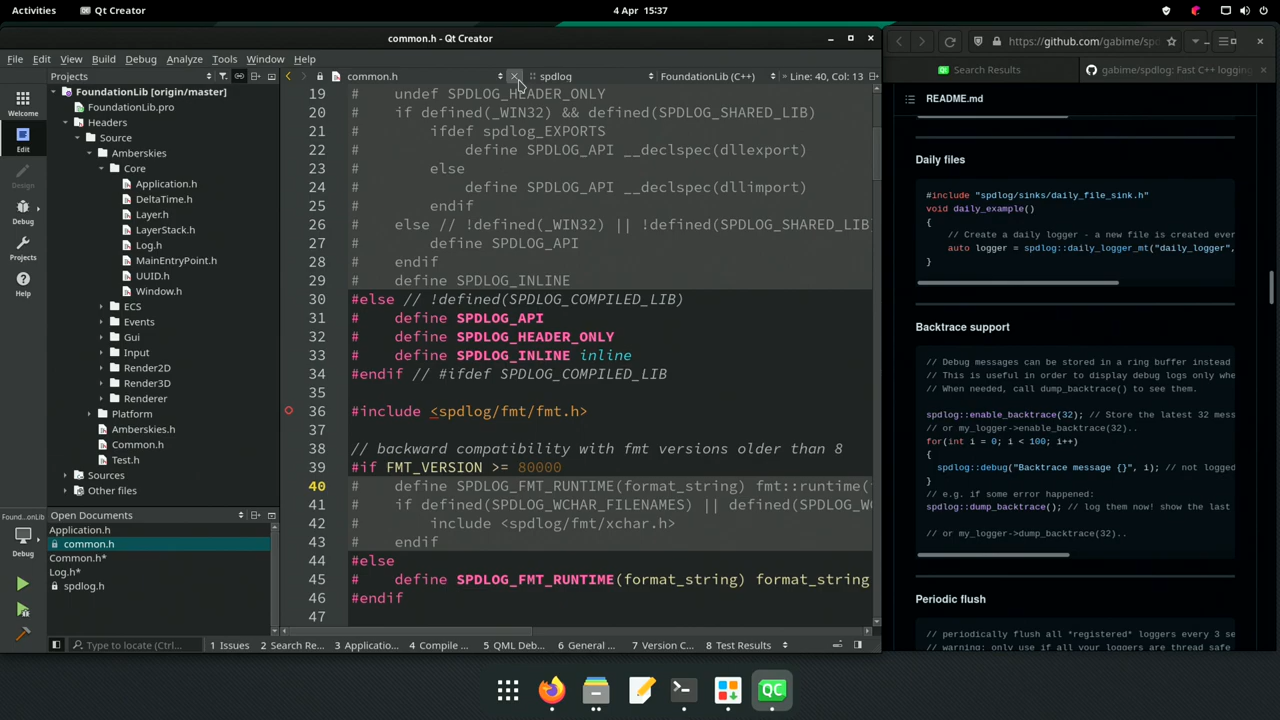 Activities
Qt Creator
4 Apr 15:37
common.h - Qt Creator
File Edit View Build Debug Analyze Tools Window Help
Projects
common.h
spdlog
FoundationLib (C++)
Line: 40, Col: 13
Welcome
Edit
Design
Debug
Projects
Help
Found...onLib
Debug
FoundationLib [origin/master]
FoundationLib.pro
Headers
Source
Amberskies
Core
Application.h
DeltaTime.h
Layer.h
LayerStack.h
Log.h
MainEntryPoint.h
UUID.h
Window.h
ECS
Events
Gui
Input
Render2D
Render3D
Renderer
Platform
Amberskies.h
Common.h
Test.h
Sources
Other files
Open Documents
Application.h
common.h
Common.h*
Log.h*
spdlog.h
19 # undef SPDLOG_HEADER_ONLY
20 # if defined(_WIN32) && defined(SPDLOG_SHARED_LIB)
21 # ifdef spdlog_EXPORTS
22 # define SPDLOG_API __declspec(dllexport)
23 # else
24 # define SPDLOG_API __declspec(dllimport)
25 # endif
26 # else // !defined(_WIN32) || !defined(SPDLOG_SHARED_LIB
27 # define SPDLOG_API
28 # endif
29 # define SPDLOG_INLINE
30 #else // !defined(SPDLOG_COMPILED_LIB)
31 # define SPDLOG_API
32 # define SPDLOG_HEADER_ONLY
33 # define SPDLOG_INLINE inline
34 #endif // #ifdef SPDLOG_COMPILED_LIB
35
36 #include <spdlog/fmt/fmt.h>
37
38 // backward compatibility with fmt versions older than 8
39 #if FMT_VERSION >= 80000
40 # define SPDLOG_FMT_RUNTIME(format_string) fmt::runtime(
41 # if defined(SPDLOG_WCHAR_FILENAMES) || defined(SPDLOG_WC
42 # include <spdlog/fmt/xchar.h>
43 # endif
44 #else
45 # define SPDLOG_FMT_RUNTIME(format_string) format_string
46 #endif
47
Type to locate (Ctrl...
1 Issues
2 Search Re...
3 Applicatio...
4 Compile ...
5 QML Deb...
6 General ...
7 Version C...
8 Test Results
https://github.com/gabime/sp
Search Results
gabime/spdlog: Fast C++ logging
README.md
Daily files
#include "spdlog/sinks/daily_file_sink.h"
void daily_example()
{
// Create a daily logger - a new file is created ever
auto logger = spdlog::daily_logger_mt("daily_logger",
}
Backtrace support
// Debug messages can be stored in a ring buffer instead
// This is useful in order to display debug logs only whe
// When needed, call dump_backtrace() to see them.
spdlog::enable_backtrace(32); // Store the latest 32 mess
// or my_logger->enable_backtrace(32)..
for(int i = 0; i < 100; i++)
{
spdlog::debug("Backtrace message {}", i); // not logged
}
// e.g. if some error happened:
spdlog::dump_backtrace(); // log them now! show the last
// or my_logger->dump_backtrace(32)..
Periodic flush
// periodically flush all *registered* loggers every 3 se
// warning: only use if all your loggers are thread safe
QC